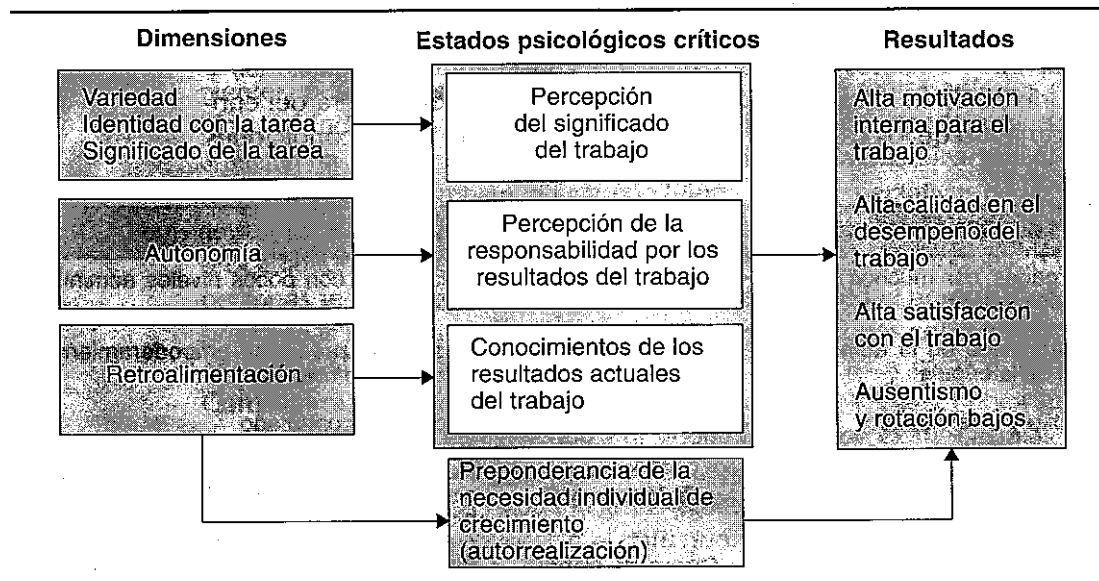 Dimensiones
Estados psicológicos críticos
Resultados
Variedad
Identidad con la tarea
Significado de la tarea
Percepción
del significado
del trabajo
Alta motivación
interna para el
trabajo
Autonomía
Percepción de la
responsabilidad por los
resultados del trabajo
Alta calidad en el
desempeño del
trabajo
Retroalimentación
Conocimientos de los
resultados actuales
del trabajo
Alta satisfacción
con el trabajo
Ausentismo
y rotación bajos
Preponderancia de la
necesidad individual de
crecimiento
(autorrealización)